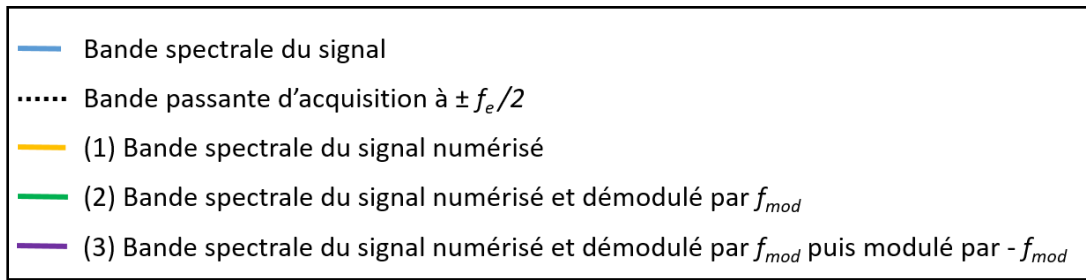 Bande spectrale du signal
Bande passante d'acquisition à ± fe/2
(1) Bande spectrale du signal numérisé
(2) Bande spectrale du signal numérisé et démodulé par fmod
(3) Bande spectrale du signal numérisé et démodulé par fmod puis modulé par - fmod